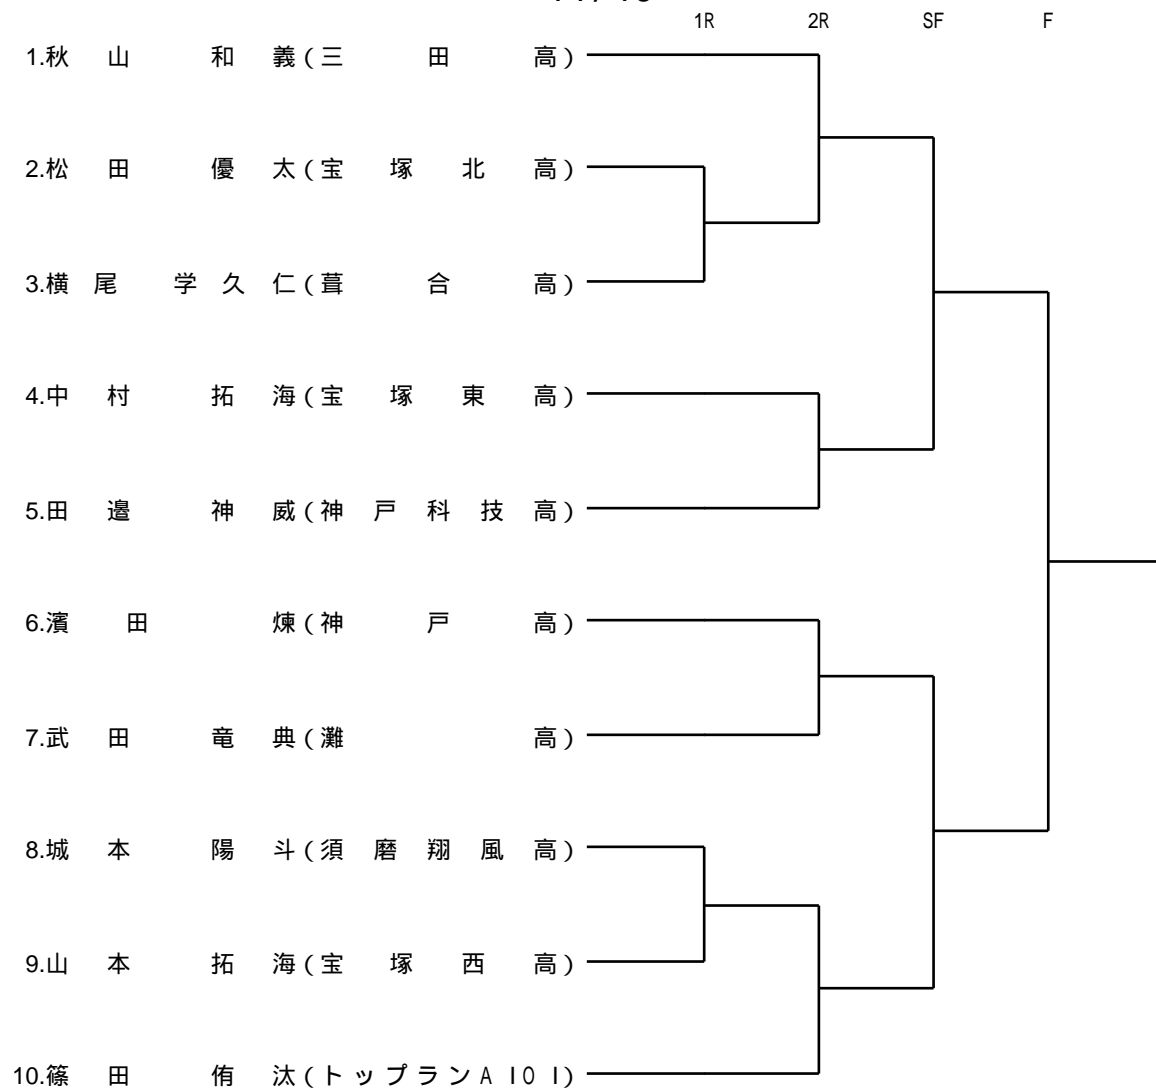 1R 2R SF F
1.秋 山 和 義(三 田 高)
2.松 田 優 太(宝 塚 北 高)
3.横 尾 学 久 仁(葺 合 高)
4.中 村 拓 海(宝 塚 東 高)
5.田 邉 神 威(神 戸 科 技 高)
6.濱 田 煉(神 戸 高)
7.武 田 竜 典(灘 高)
8.城 本 陽 斗(須 磨 翔 風 高)
9.山 本 拓 海(宝 塚 西 高)
10.篠 田 侑 汰(トップランAIOI)